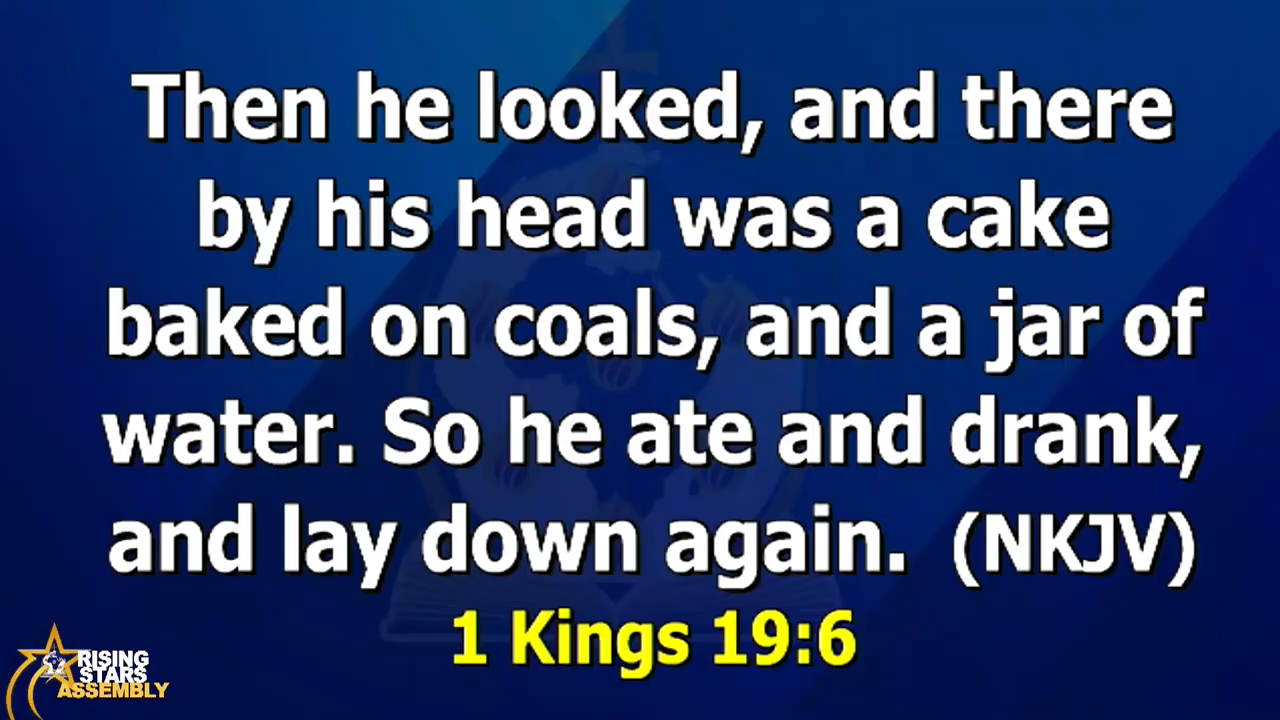 Then he looked, and there
by his head was a cake
baked on coals, and a jar of
water. So he ate and drank,
and lay down again. (NKJV)
1 Kings 19:6
RISING
STARS
ASSEMBLY